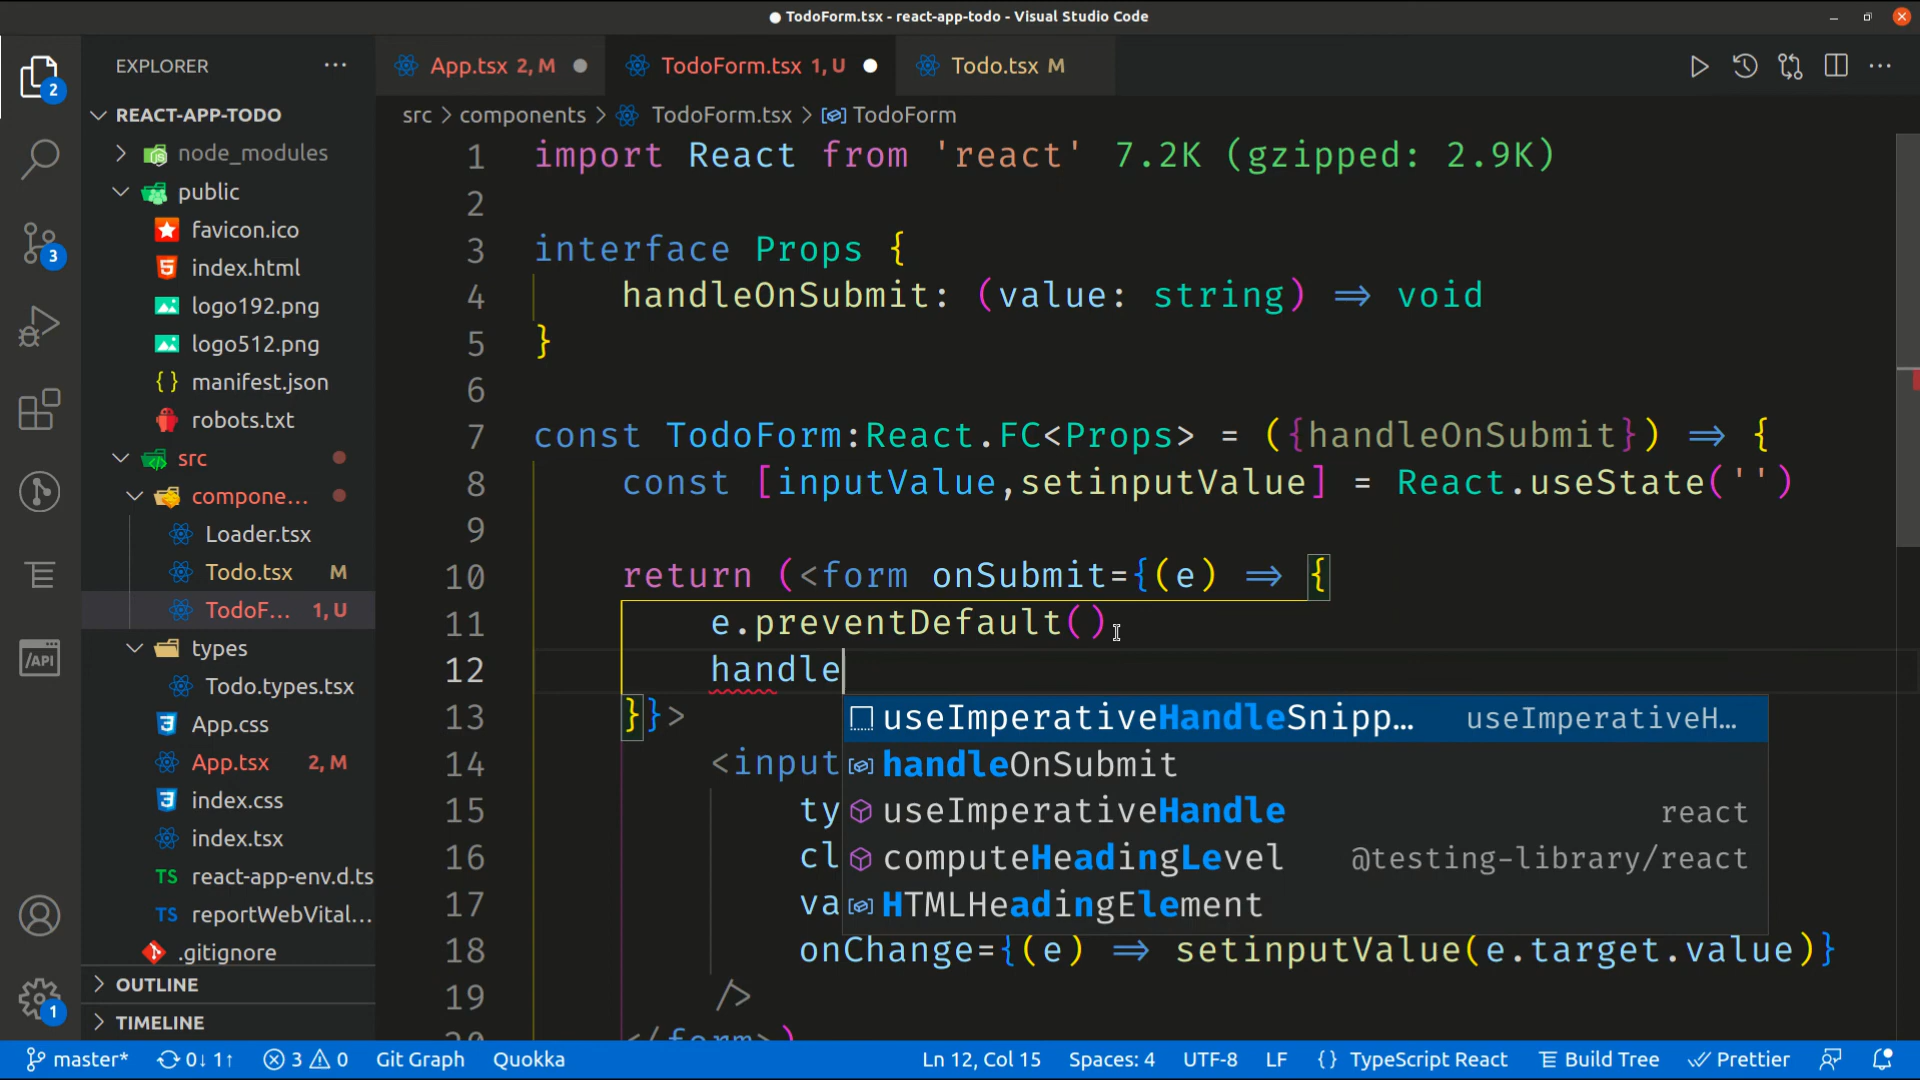 TodoForm.tsx - react-app-todo - Visual Studio Code
EXPLORER
App.tsx 2, M
TodoForm.tsx 1, U
Todo.tsx M
src > components > TodoForm.tsx > TodoForm
REACT-APP-TODO
node_modules
public
favicon.ico
index.html
logo192.png
logo512.png
manifest.json
robots.txt
src
compone...
Loader.tsx
Todo.tsx M
TodoF... 1, U
types
Todo.types.tsx
App.css
App.tsx 2, M
index.css
index.tsx
TS react-app-env.d.ts
TS reportWebVital...
.gitignore
OUTLINE
TIMELINE
2
3
/API
1
1 import React from 'react' 7.2K (gzipped: 2.9K)
2
3 interface Props {
4 handleOnSubmit: (value: string) => void
5 }
6
7 const TodoForm:React.FC<Props> = ({handleOnSubmit}) => {
8 const [inputValue,setinputValue] = React.useState('')
9
10 return (<form onSubmit={(e) => {
11 e.preventDefault()
12 handle
13 }}>
14 <input
15 ty
16 cl
17 va
18 onChange={(e) => setinputValue(e.target.value)}
19 />
20 </form>)
useImperativeHandleSnipp... useImperativeH...
handleOnSubmit
useImperativeHandle react
computeHeadingLevel @testing-library/react
HTMLHeadingElement
master* 0↓ 1↑ 3 0 Git Graph Quokka Ln 12, Col 15 Spaces: 4 UTF-8 LF {} TypeScript React Build Tree Prettier